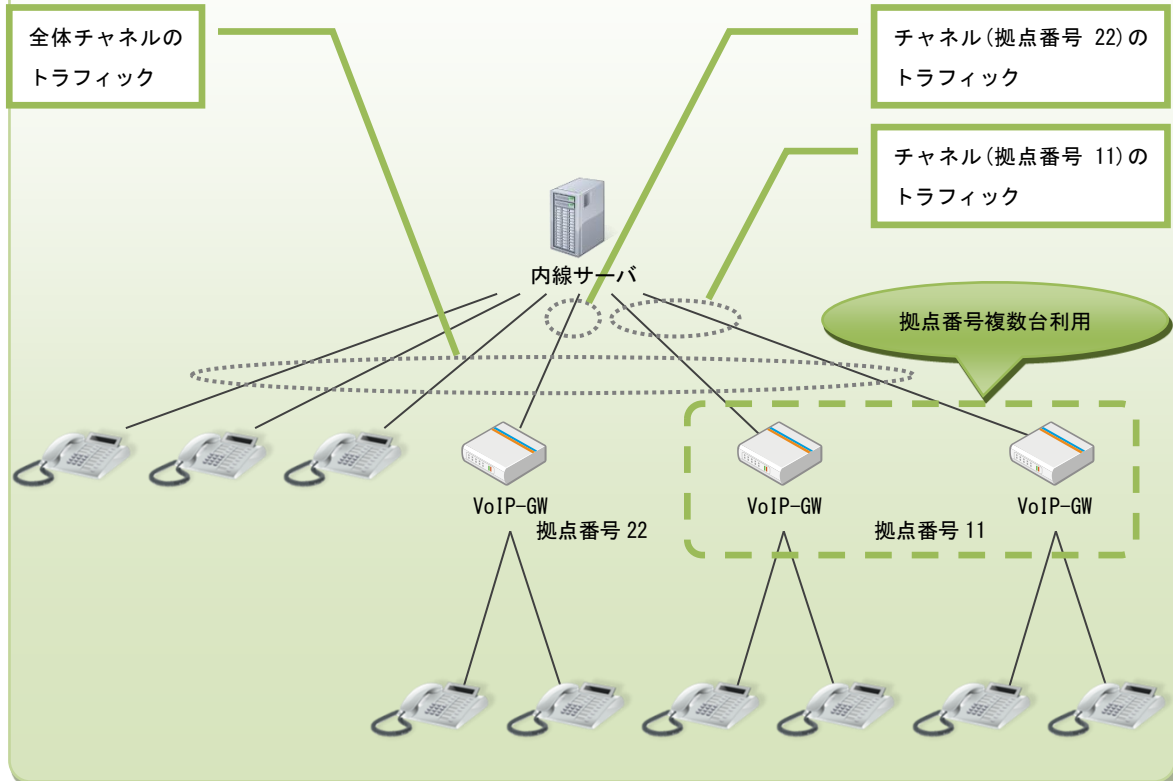 全体チャネルの
トラフィック
チャネル(拠点番号 22)の
トラフィック
チャネル(拠点番号 11)の
トラフィック
内線サーバ
拠点番号複数台利用
VoIP-GW
VoIP-GW
VoIP-GW
拠点番号 22
拠点番号 11